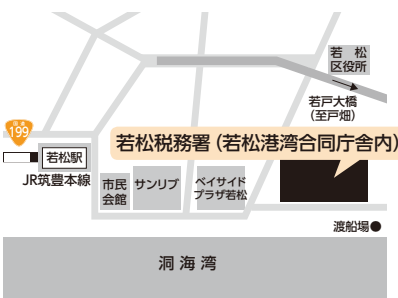 若松
区役所
若戸大橋
(至戸畑)
国道
199
若松税務署(若松港湾合同庁舎内)
若松駅
JR筑豊本線
市民
会館
サンリブ
ベイサイド
プラザ若松
渡船場●
洞海湾